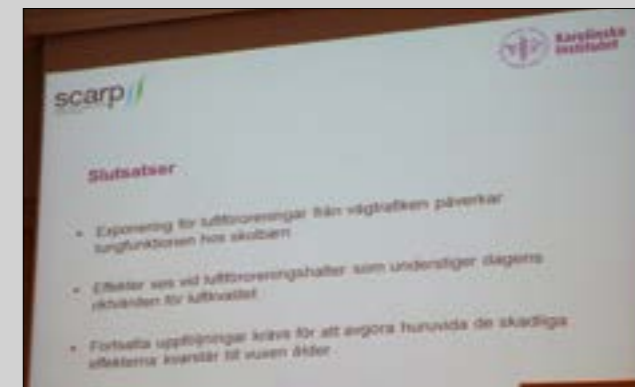 scarp
Karolinska
Institutet
Slutsatser
• Exponering för luftföroreningar från vägtrafiken påverkar
lungfunktionen hos skolbarn
• Effekter ses vid luftföroreningshalter som understiger dagens
riktvärden för luftkvalitet
• Fortsatta uppföljningar krävs för att avgöra huruvida de skadliga
effekterna kvarstår till vuxen ålder